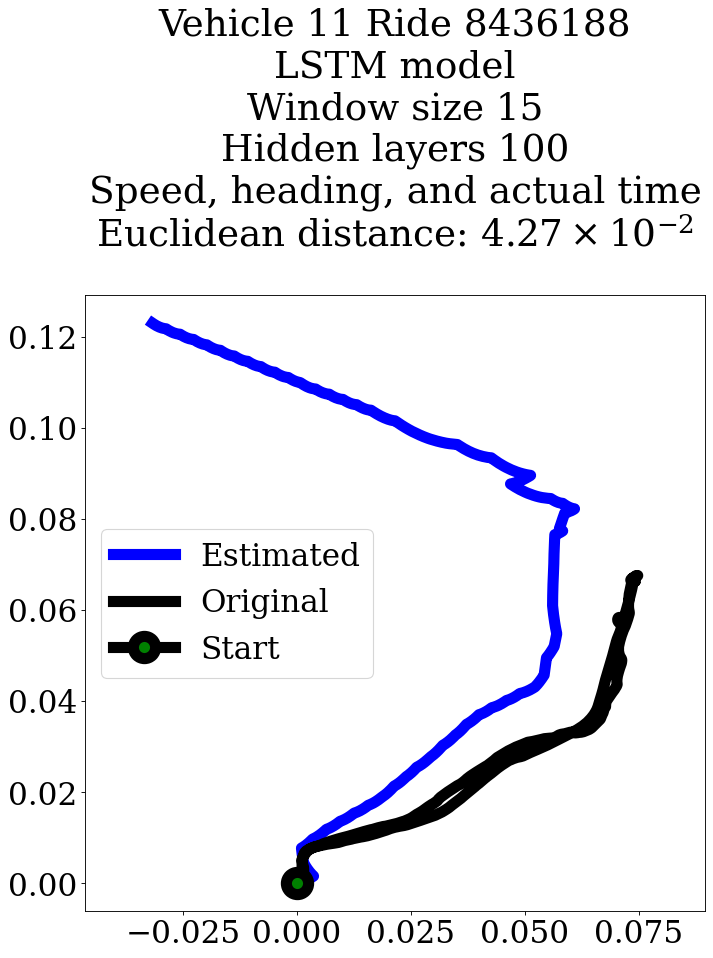 Vehicle 11 Ride 8436188
LSTM model
Window size 15
Hidden layers 100
Speed, heading, and actual time
Euclidean distance: 4.27 × 10⁻²
0.12
0.10
0.08
Estimated
0.06
Original
Start
0.04
0.02
0.00
−0.025 0.000 0.025 0.050 0.075